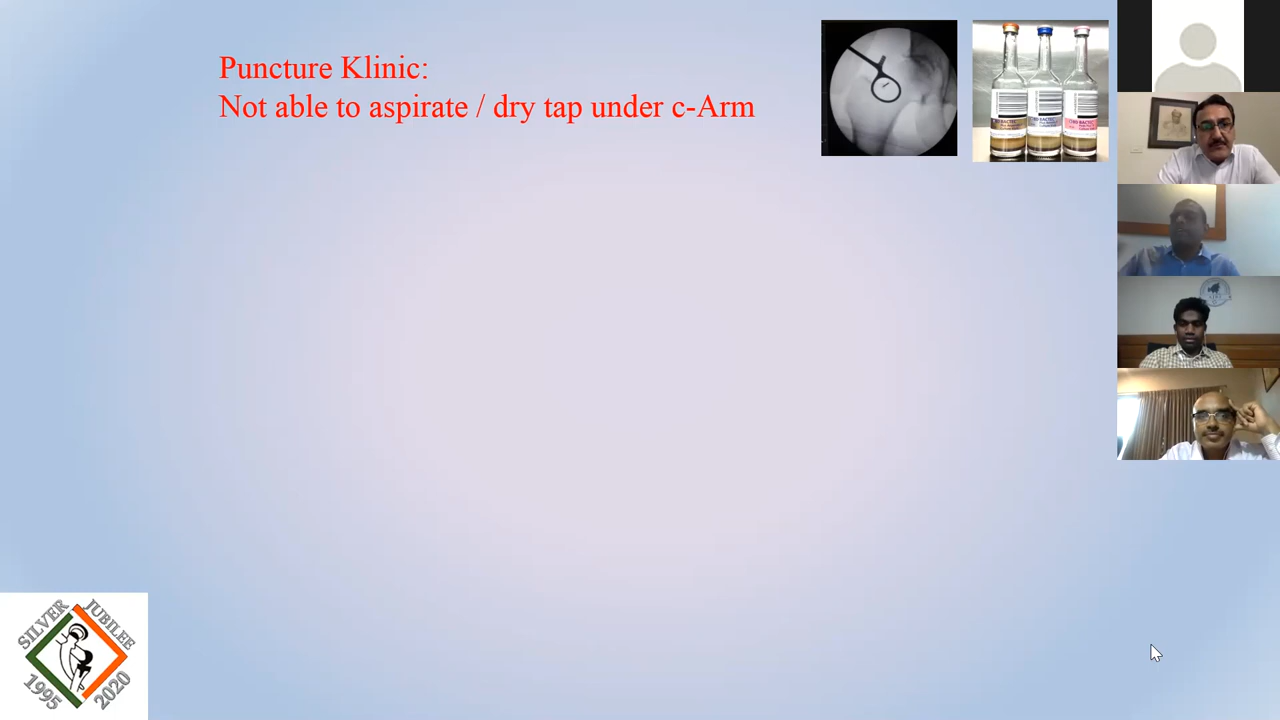 Puncture Klinic:
Not able to aspirate / dry tap under c-Arm
SILVER
JUBILEE
1995
2020